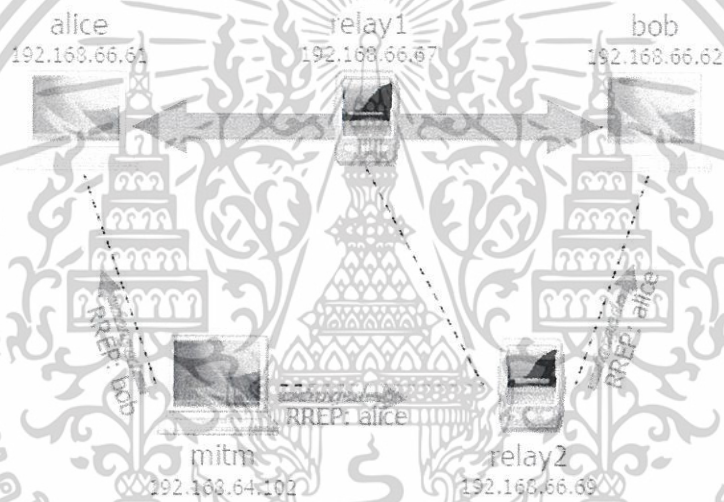 alice
192.168.66.61
relay1
192.168.66.67
bob
192.168.66.62
RREP: bob
RREP: alice
RREP: alice
mitm
192.168.64.102
relay2
192.168.66.69